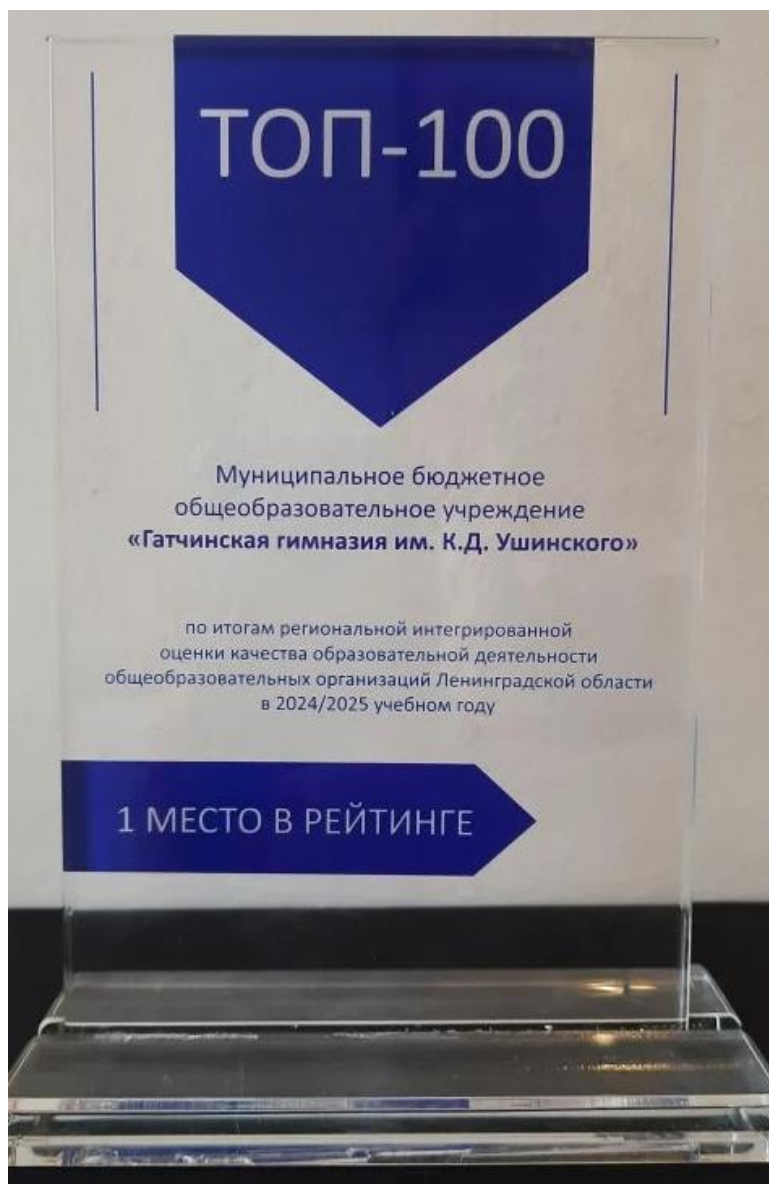 ТОП-100
Муниципальное бюджетное
общеобразовательное учреждение
«Гатчинская гимназия им. К.Д. Ушинского»
по итогам региональной интегрированной
оценки качества образовательной деятельности
общеобразовательных организаций Ленинградской области
в 2024/2025 учебном году
1 МЕСТО В РЕЙТИНГЕ